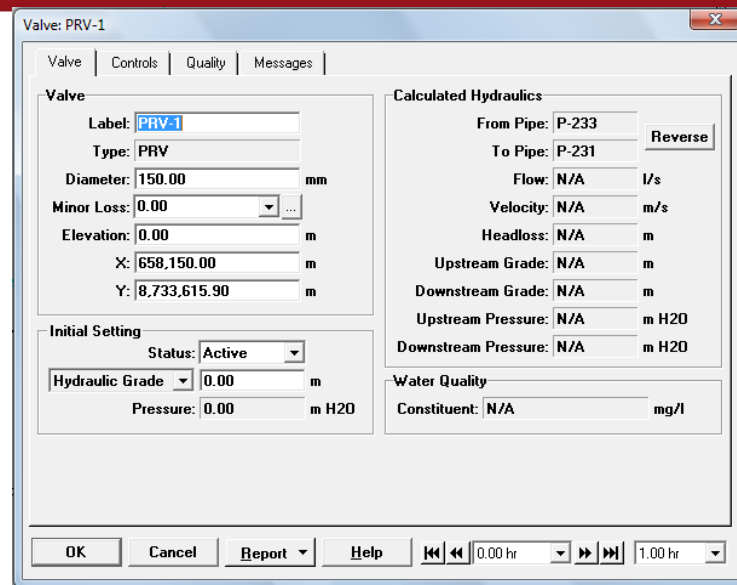 Valve: PRV-1
X
Valve Controls Quality Messages
Valve
Label: PRV-1
Type: PRV
Diameter: 150.00 mm
Minor Loss: 0.00 ...
Elevation: 0.00 m
X: 658,150.00 m
Y: 8,733,615.90 m
Initial Setting
Status: Active
Hydraulic Grade 0.00 m
Pressure: 0.00 m H2O
Calculated Hydraulics
From Pipe: P-233
Reverse
To Pipe: P-231
Flow: N/A l/s
Velocity: N/A m/s
Headloss: N/A m
Upstream Grade: N/A m
Downstream Grade: N/A m
Upstream Pressure: N/A m H2O
Downstream Pressure: N/A m H2O
Water Quality
Constituent: N/A mg/l
OK Cancel Report Help 0.00 hr 1.00 hr